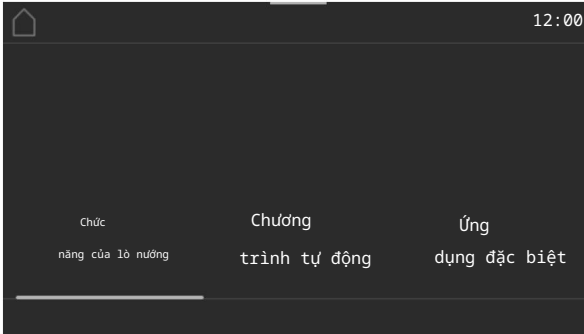 12:00
Chức
năng của lò nướng
Chương
trình tự động
Ứng
dụng đặc biệt